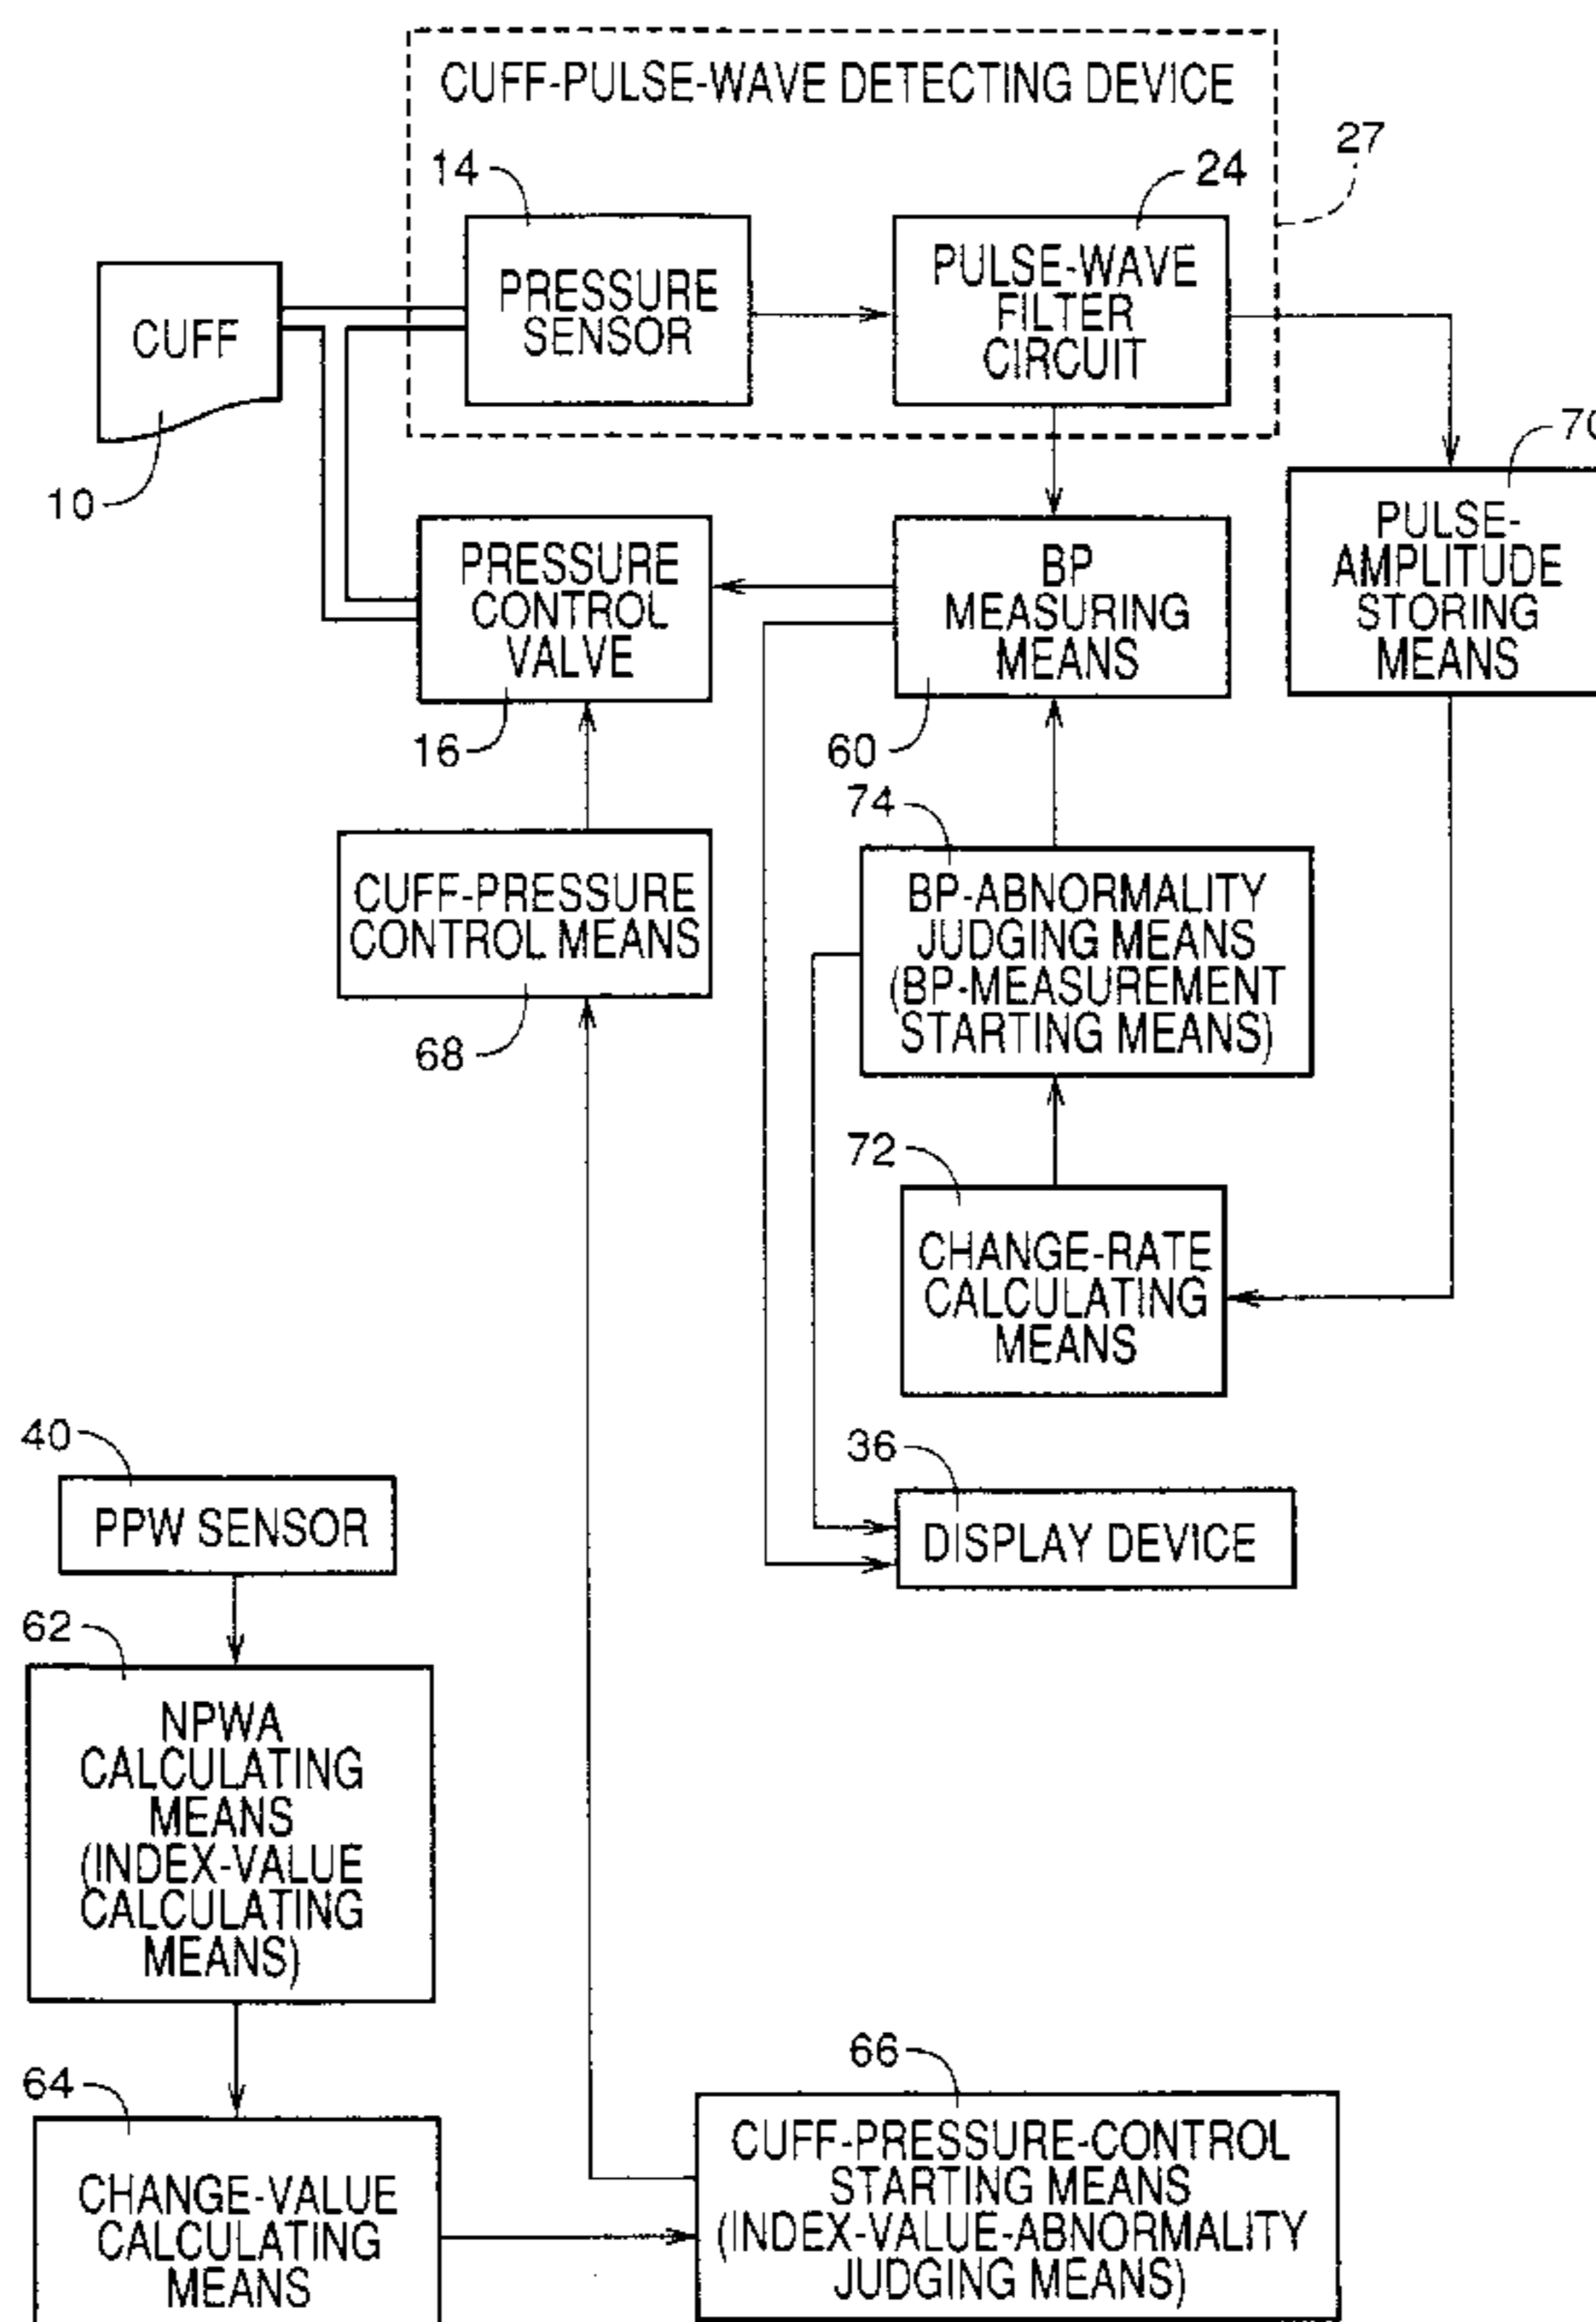 CUFF-PULSE-WAVE DETECTING DEVICE
27
14
24
PRESSURE
SENSOR
PULSE-WAVE
FILTER
CIRCUIT
CUFF
10
70
PRESSURE
CONTROL
VALVE
16
BP
MEASURING
MEANS
60
PULSE-
AMPLITUDE
STORING
MEANS
74
CUFF-PRESSURE
CONTROL MEANS
68
BP-ABNORMALITY
JUDGING MEANS
(BP-MEASUREMENT
STARTING MEANS)
72
CHANGE-RATE
CALCULATING
MEANS
40
PPW SENSOR
36
DISPLAY DEVICE
62
NPWA
CALCULATING
MEANS
(INDEX-VALUE
CALCULATING
MEANS)
64
CHANGE-VALUE
CALCULATING
MEANS
66
CUFF-PRESSURE-CONTROL
STARTING MEANS
(INDEX-VALUE-ABNORMALITY
JUDGING MEANS)